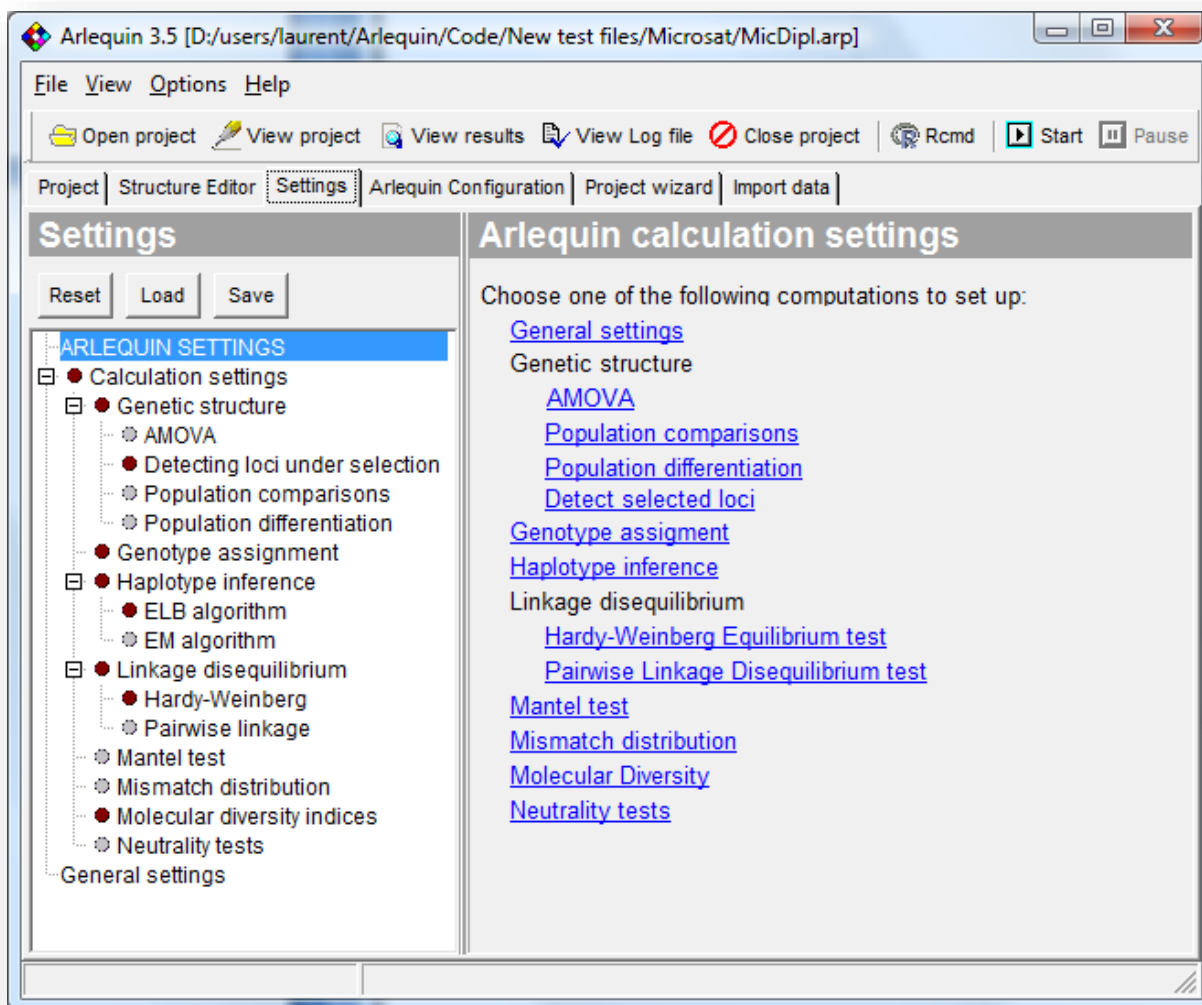 Arlequin 3.5 [D:/users/laurent/Arlequin/Code/New test files/Microsat/MicDipl.arp]
File View Options Help
Open project View project View results View Log file Close project Rcmd Start Pause
Project Structure Editor Settings Arlequin Configuration Project wizard Import data
Settings
Reset Load Save
ARLEQUIN SETTINGS
Calculation settings
Genetic structure
AMOVA
Detecting loci under selection
Population comparisons
Population differentiation
Genotype assignment
Haplotype inference
ELB algorithm
EM algorithm
Linkage disequilibrium
Hardy-Weinberg
Pairwise linkage
Mantel test
Mismatch distribution
Molecular diversity indices
Neutrality tests
General settings
Arlequin calculation settings
Choose one of the following computations to set up:
General settings
Genetic structure
AMOVA
Population comparisons
Population differentiation
Detect selected loci
Genotype assigment
Haplotype inference
Linkage disequilibrium
Hardy-Weinberg Equilibrium test
Pairwise Linkage Disequilibrium test
Mantel test
Mismatch distribution
Molecular Diversity
Neutrality tests